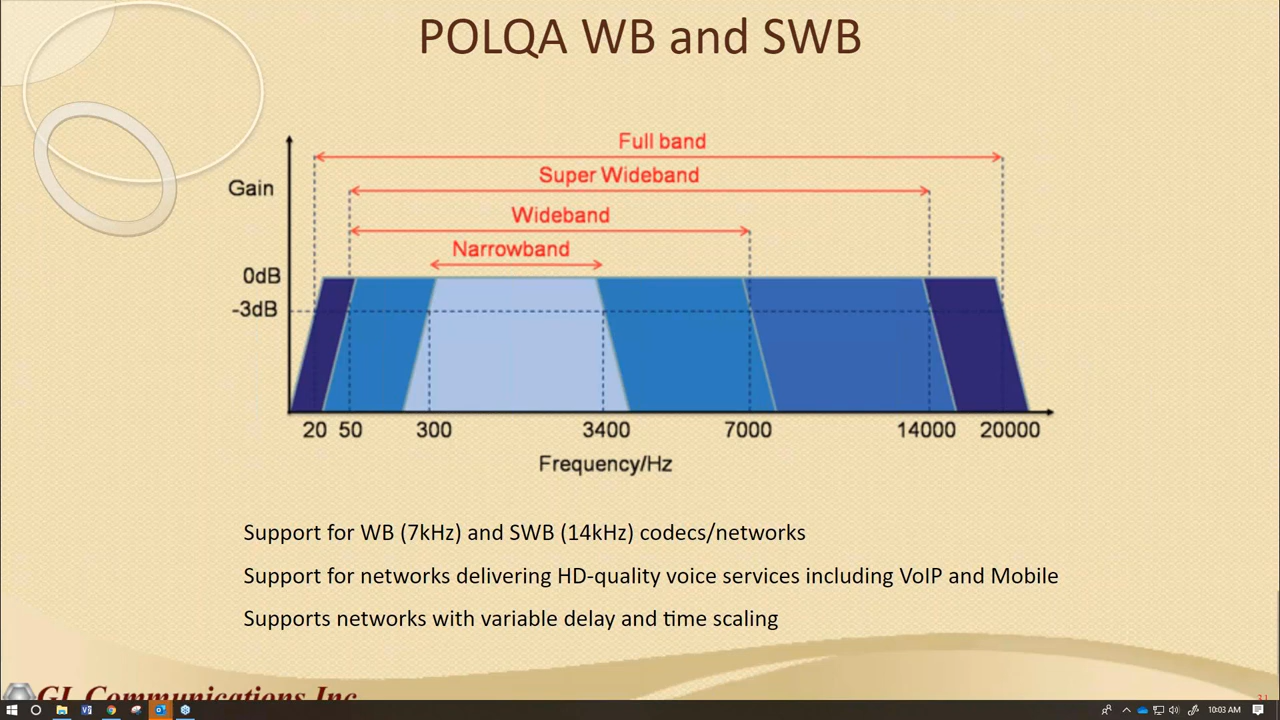 POLQA WB and SWB
Full band
Super Wideband
Gain
Wideband
Narrowband
0dB
-3dB
20 50 300 3400 7000 14000 20000
Frequency/Hz
Support for WB (7kHz) and SWB (14kHz) codecs/networks
Support for networks delivering HD-quality voice services including VoIP and Mobile
Supports networks with variable delay and time scaling
GL Communications Inc
31
10:03 AM